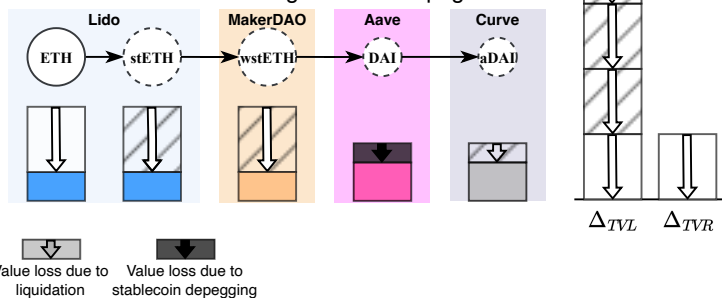 Lido MakerDAO Aave Curve
ETH stETH wstETH DAI aDAI
Δ_TVL Δ_TVR
Value loss due to liquidation
Value loss due to stablecoin depegging